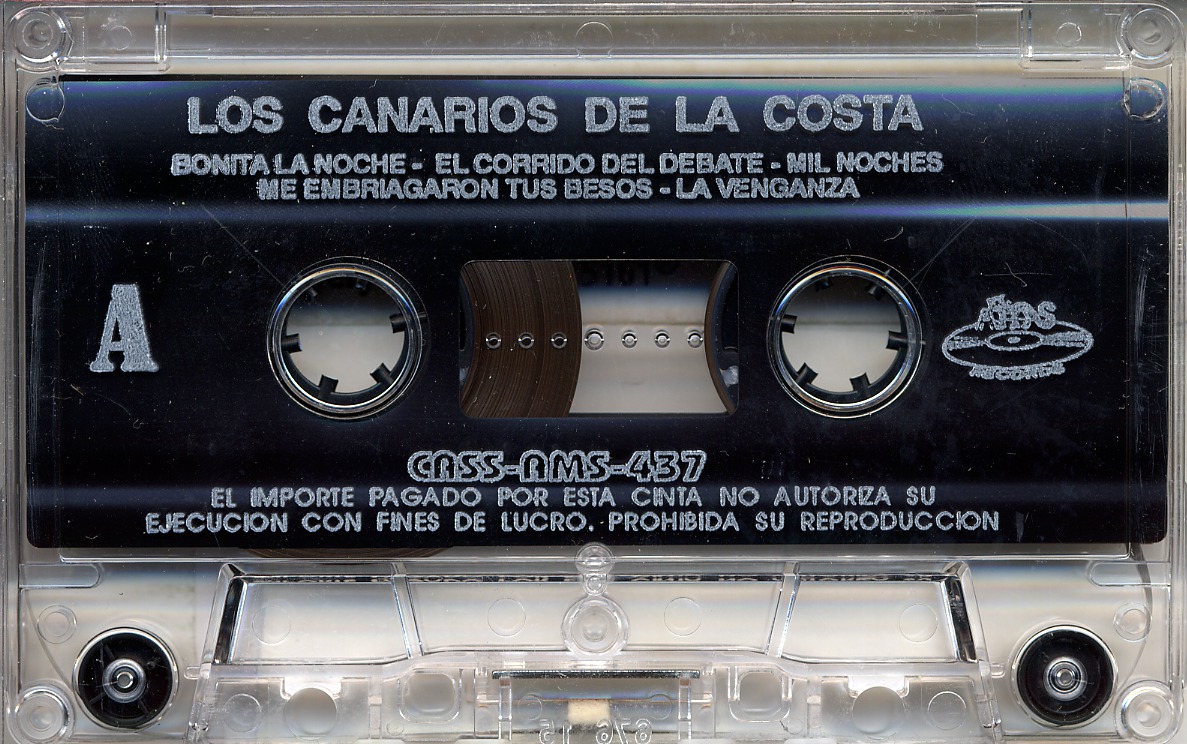 LOS CANARIOS DE LA COSTA
BONITA LA NOCHE - EL CORRIDO DEL DEBATE - MIL NOCHES
ME EMBRIAGARON TUS BESOS - LA VENGANZA
A
AMS
RECORDS
CASS-AMS-437
EL IMPORTE PAGADO POR ESTA CINTA NO AUTORIZA SU
EJECUCION CON FINES DE LUCRO. PROHIBIDA SU REPRODUCCION